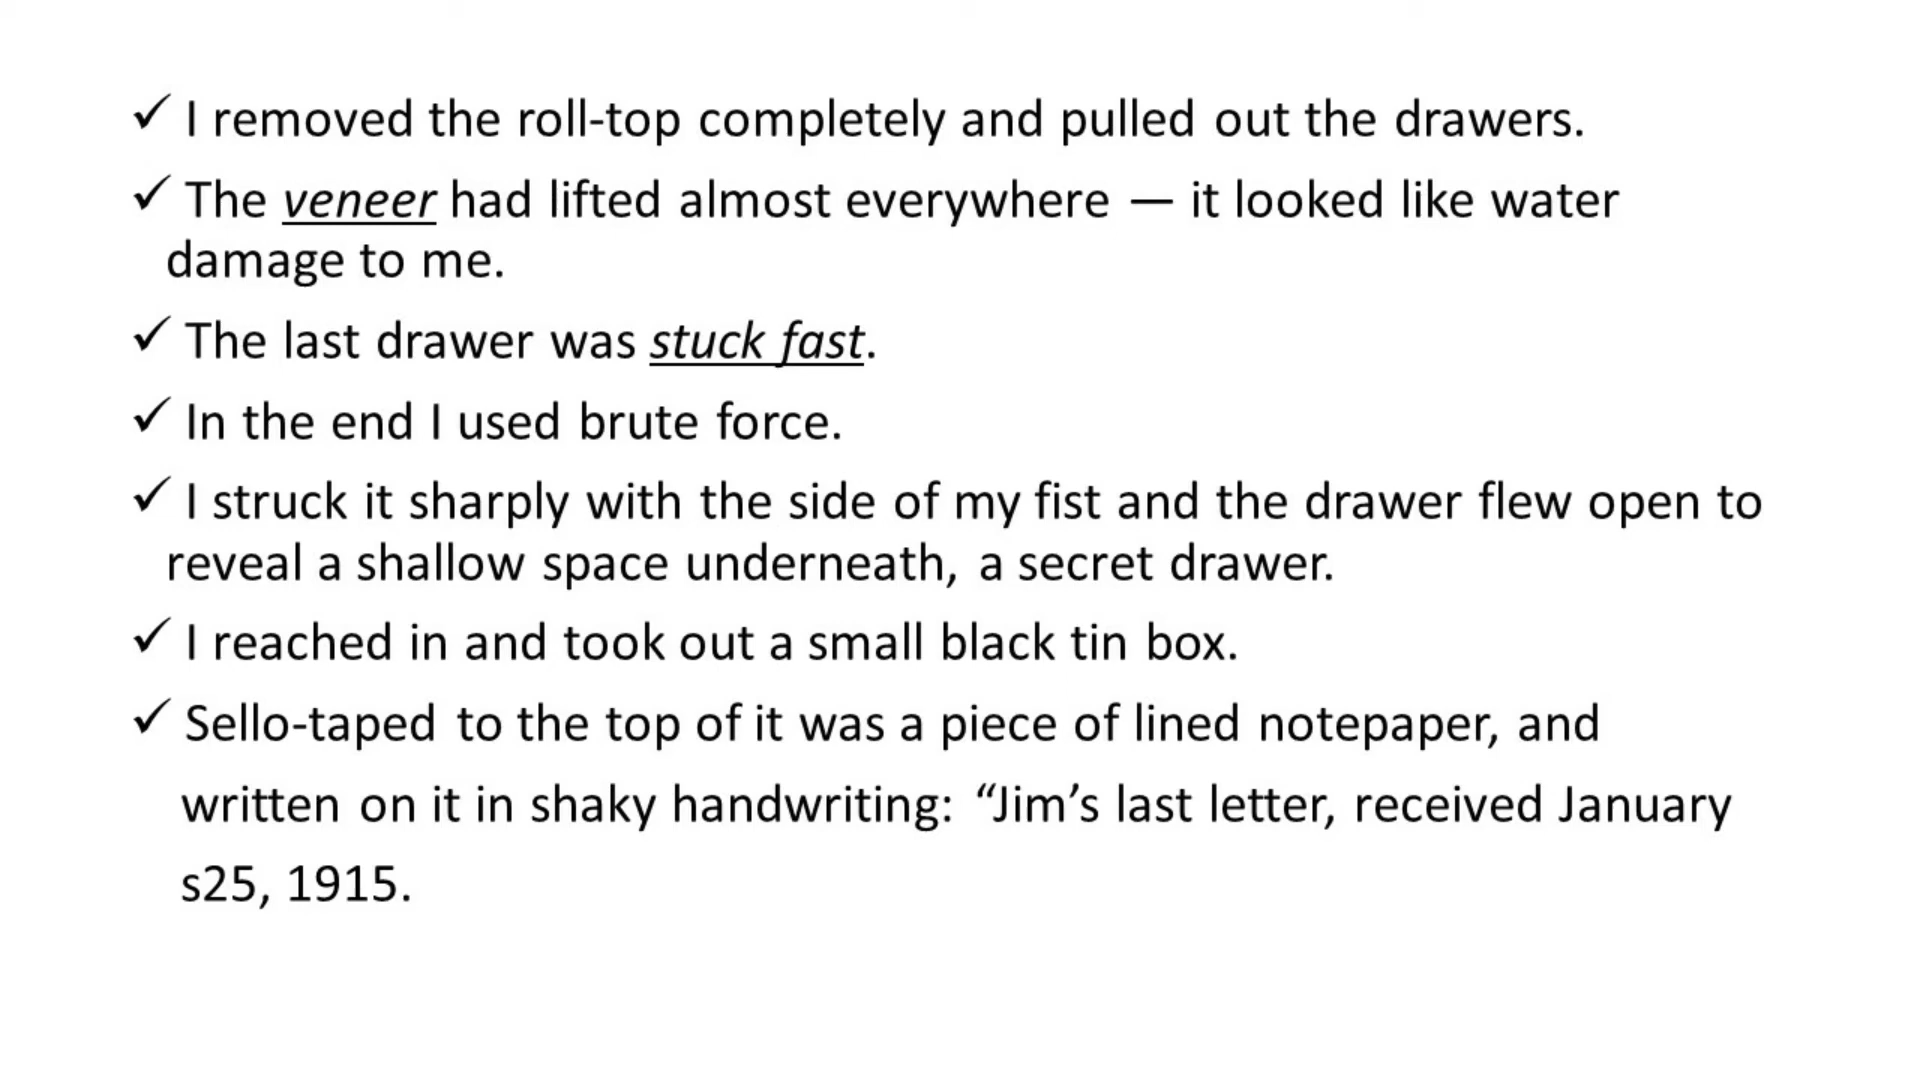 ✓ I removed the roll-top completely and pulled out the drawers.
✓ The veneer had lifted almost everywhere — it looked like water
damage to me.
✓ The last drawer was stuck fast.
✓ In the end I used brute force.
✓ I struck it sharply with the side of my fist and the drawer flew open to
reveal a shallow space underneath, a secret drawer.
✓ I reached in and took out a small black tin box.
✓ Sello-taped to the top of it was a piece of lined notepaper, and
written on it in shaky handwriting: “Jim’s last letter, received January
s25, 1915.